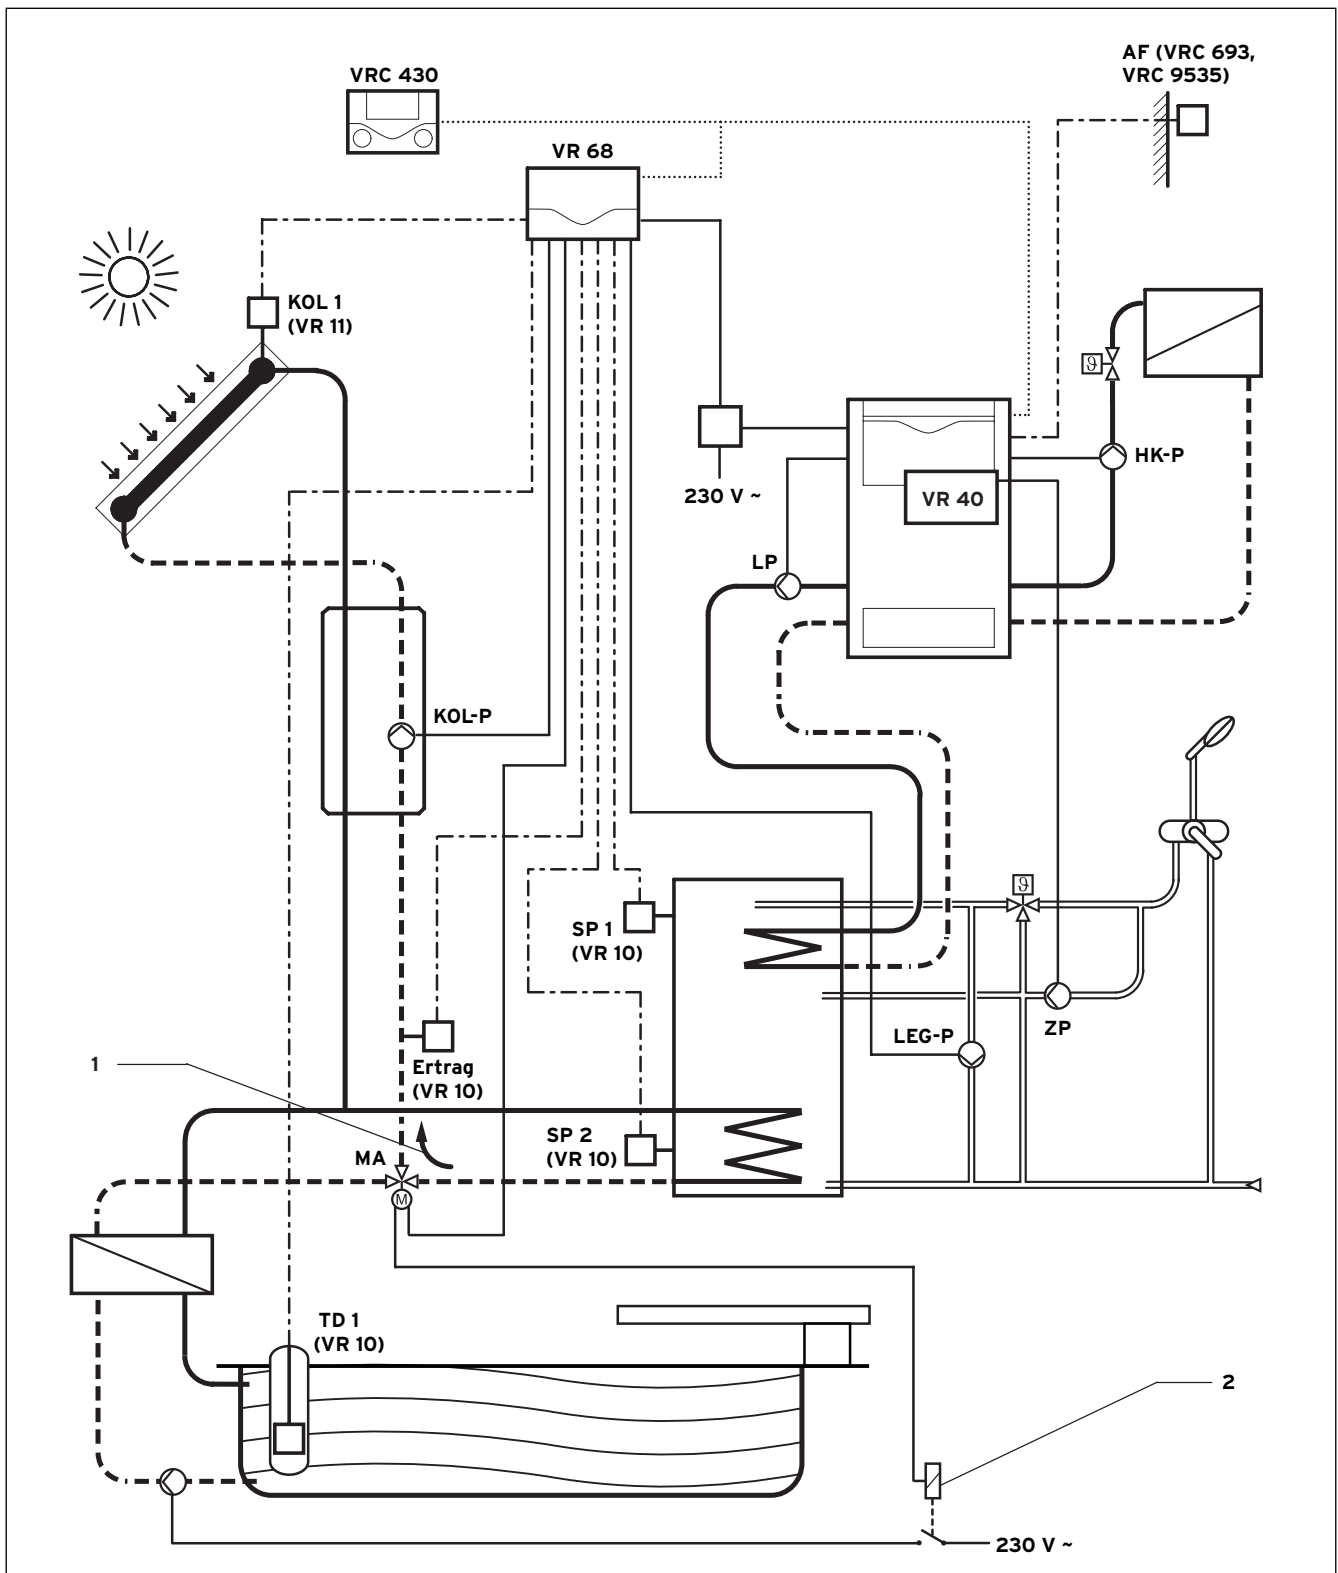 AF (VRC 693,
VRC 9535)
VRC 430
VR 68
KOL 1
(VR 11)
ϑ
HK-P
230 V ~
VR 40
LP
KOL-P
ϑ
SP 1
(VR 10)
ZP
LEG-P
1
Ertrag
(VR 10)
SP 2
(VR 10)
MA
M
TD 1
(VR 10)
2
230 V ~